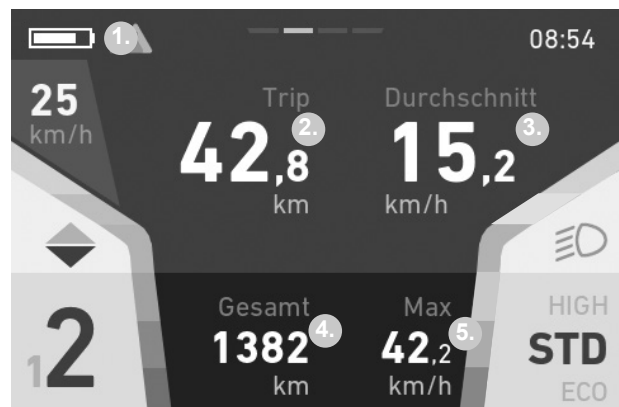 1.
08:54
25
km/h
Trip
42,8
2.
km
Durchschnitt
15,2
3.
km/h
Gesamt
1382
4.
km
Max
42,2
5.
km/h
12
HIGH
STD
ECO